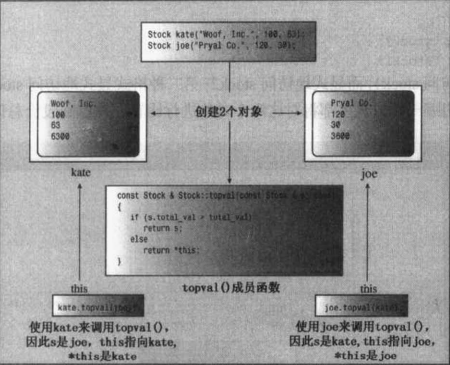 Stock kate("Woof, Inc.", 100, 63);
Stock joe("Pryal Co.", 120, 30);
创建2个对象
Woof, Inc.
100
63
6300
kate
Pryal Co.
120
30
3600
joe
const Stock & Stock::topval(const Stock &
{
if (s.total_val > total_val)
return s;
else
return *this;
}
topval()成员函数
this
kate.topval(
使用kate来调用topval(),
因此s是joe, this指向kate,
*this是kate
this
joe.topval(kate)
使用joe来调用topval(),
因此s是kate,this指向joe,
*this是joe